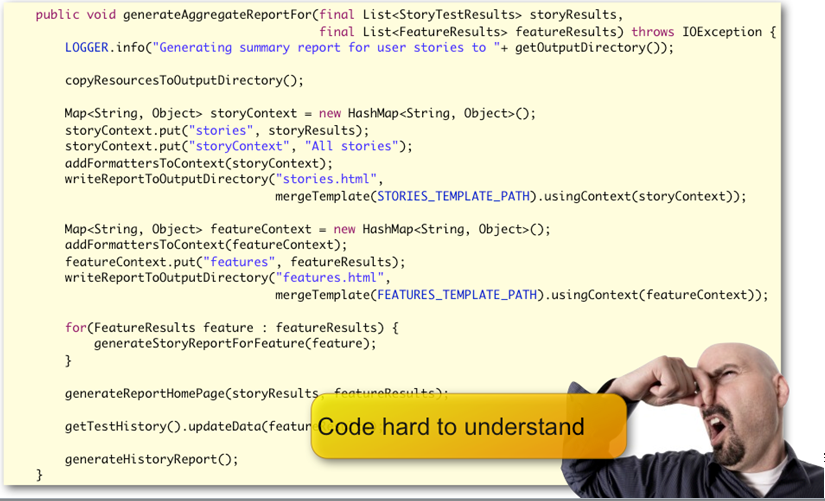 public void generateAggregateReportFor(final List<StoryTestResults> storyResults,
final List<FeatureResults> featureResults) throws IOException {
LOGGER.info("Generating summary report for user stories to "+ getOutputDirectory());
copyResourcesToOutputDirectory();
Map<String, Object> storyContext = new HashMap<String, Object>();
storyContext.put("stories", storyResults);
storyContext.put("storyContext", "All stories");
addFormattersToContext(storyContext);
writeReportToOutputDirectory("stories.html",
mergeTemplate(STORIES_TEMPLATE_PATH).usingContext(storyContext));
Map<String, Object> featureContext = new HashMap<String, Object>();
addFormattersToContext(featureContext);
featureContext.put("features", featureResults);
writeReportToOutputDirectory("features.html",
mergeTemplate(FEATURES_TEMPLATE_PATH).usingContext(featureContext));
for(FeatureResults feature : featureResults) {
generateStoryReportForFeature(feature);
}
generateReportHomePage(storyResults, featureResults);
getTestHistory().updateData(featur
Code hard to understand
generateHistoryReport();
}